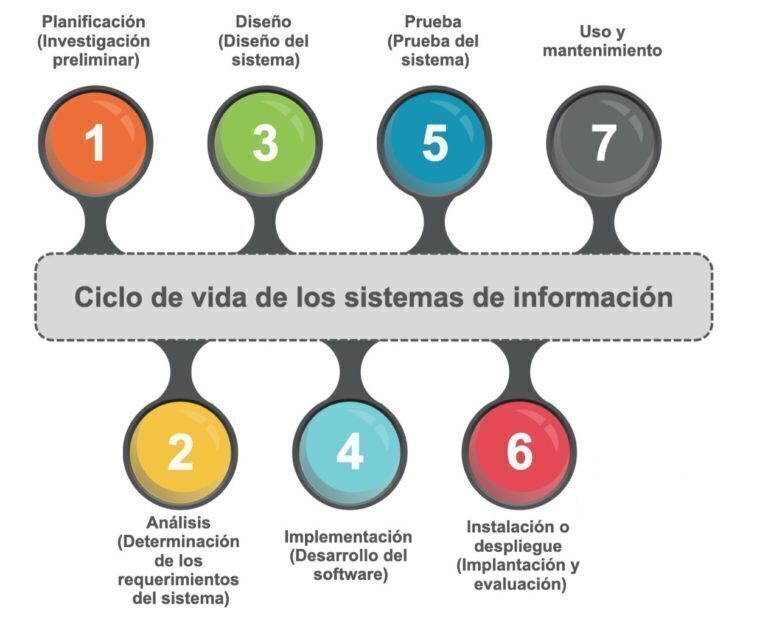 Planificación
(Investigación
preliminar)
1
Diseño
(Diseño del
sistema)
3
Prueba
(Prueba del
sistema)
5
Uso y
mantenimiento
7
Ciclo de vida de los sistemas de información
2
Análisis
(Determinación
de los
requerimientos
del sistema)
4
Implementación
(Desarrollo del
software)
6
Instalación o
despliegue
(Implantación y
evaluación)